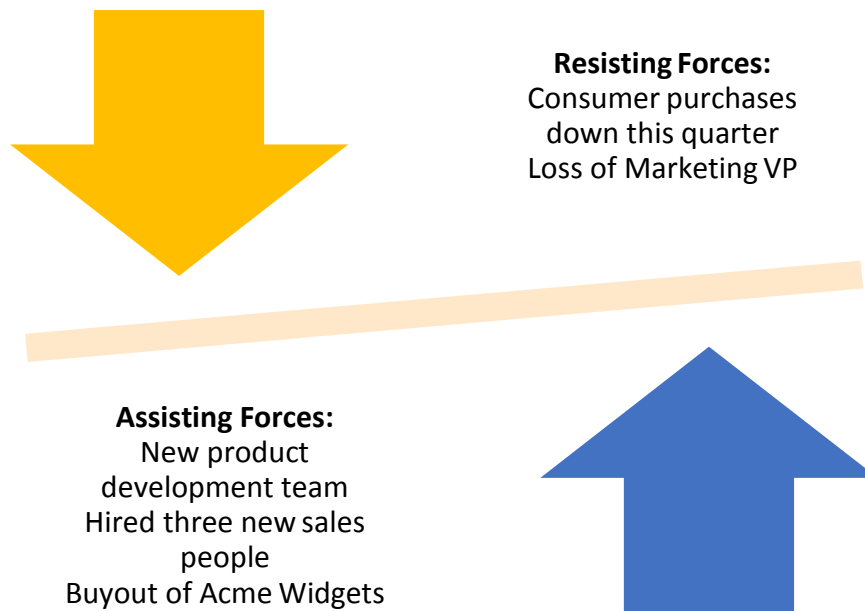 Resisting Forces:
Consumer purchases
down this quarter
Loss of Marketing VP
Assisting Forces:
New product
development team
Hired three new sales
people
Buyout of Acme Widgets